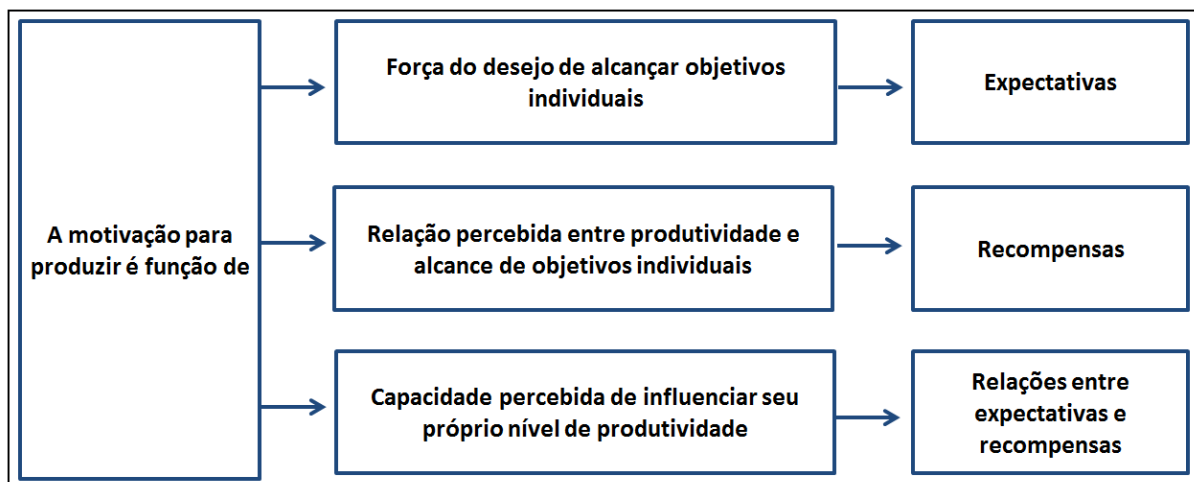 A motivação para
produzir é função de
Força do desejo de alcançar objetivos
individuais
Expectativas
Relação percebida entre produtividade e
alcance de objetivos individuais
Recompensas
Capacidade percebida de influenciar seu
próprio nível de produtividade
Relações entre
expectativas e
recompensas